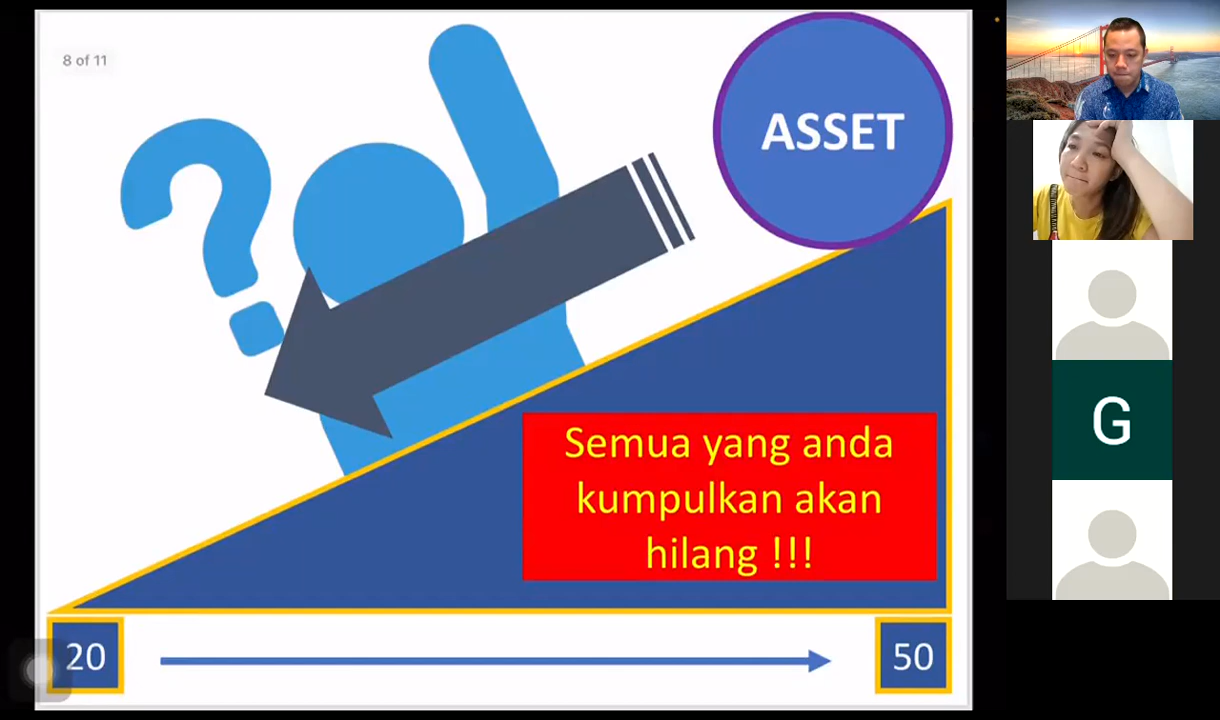 8 of 11
ASSET
Semua yang anda
kumpulkan akan
hilang !!!
20
50
G